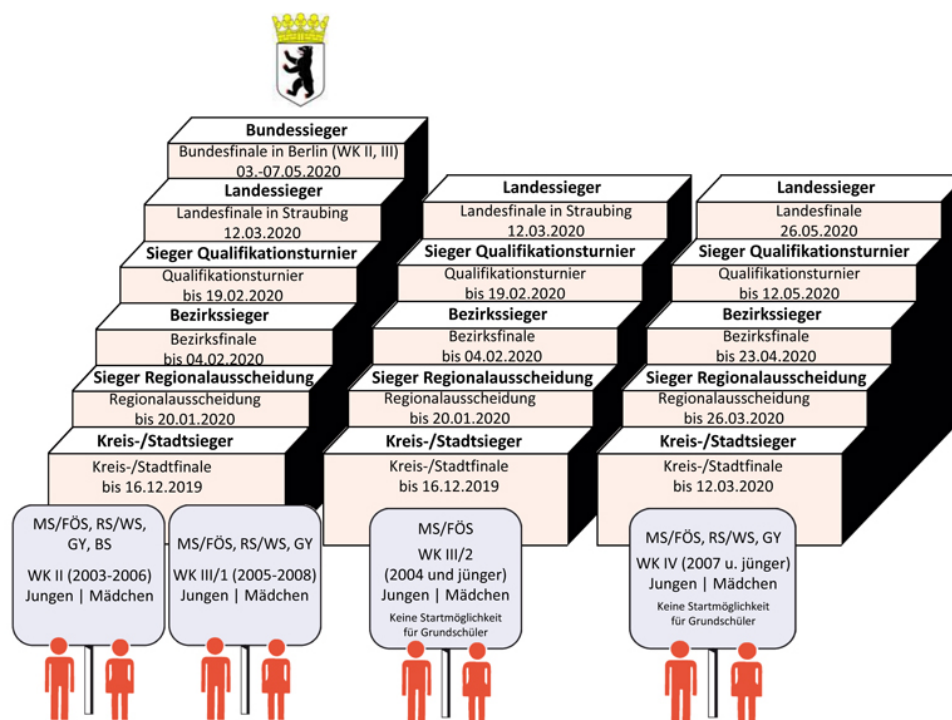 Bundessieger
Bundesfinale in Berlin (WK II, III)
03.-07.05.2020
Landessieger
Landesfinale in Straubing
12.03.2020
Sieger Qualifikationsturnier
Qualifikationsturnier
bis 19.02.2020
Bezirkssieger
Bezirksfinale
bis 04.02.2020
Sieger Regionalausscheidung
Regionalausscheidung
bis 20.01.2020
Kreis-/Stadtsieger
Kreis-/Stadtfinale
bis 16.12.2019
MS/FÖS, RS/WS,
GY, BS
WK II (2003-2006)
Jungen | Mädchen
MS/FÖS, RS/WS, GY
WK III/1 (2005-2008)
Jungen | Mädchen
Landessieger
Landesfinale in Straubing
12.03.2020
Sieger Qualifikationsturnier
Qualifikationsturnier
bis 19.02.2020
Bezirkssieger
Bezirksfinale
bis 04.02.2020
Sieger Regionalausscheidung
Regionalausscheidung
bis 20.01.2020
Kreis-/Stadtsieger
Kreis-/Stadtfinale
bis 16.12.2019
MS/FÖS
WK III/2
(2004 und jünger)
Jungen | Mädchen
Keine Startmöglichkeit
für Grundschüler
Landessieger
Landesfinale
26.05.2020
Sieger Qualifikationsturnier
Qualifikationsturnier
bis 12.05.2020
Bezirkssieger
Bezirksfinale
bis 23.04.2020
Sieger Regionalausscheidung
Regionalausscheidung
bis 26.03.2020
Kreis-/Stadtsieger
Kreis-/Stadtfinale
bis 12.03.2020
MS/FÖS, RS/WS, GY
WK IV (2007 u. jünger)
Jungen | Mädchen
Keine Startmöglichkeit
für Grundschüler